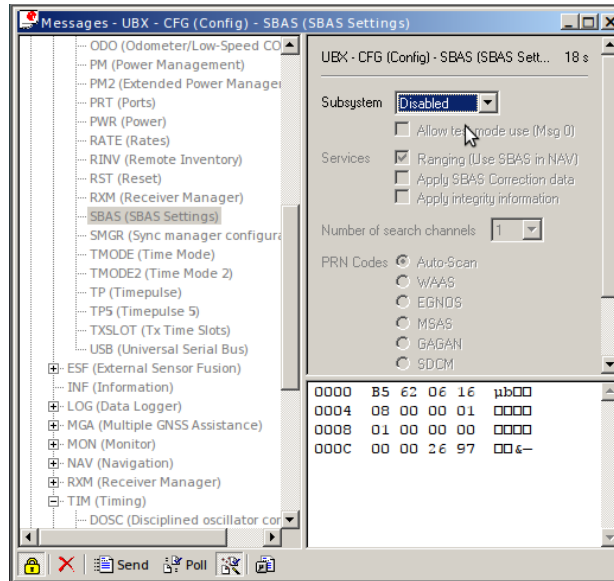 Messages - UBX - CFG (Config) - SBAS (SBAS Settings)
ODO (Odometer/Low-Speed CO
PM (Power Management)
PM2 (Extended Power Manager
PRT (Ports)
PWR (Power)
RATE (Rates)
RINV (Remote Inventory)
RST (Reset)
RXM (Receiver Manager)
SBAS (SBAS Settings)
SMGR (Sync manager configura
TMODE (Time Mode)
TMODE2 (Time Mode 2)
TP (Timepulse)
TP5 (Timepulse 5)
TXSLOT (Tx Time Slots)
USB (Universal Serial Bus)
ESF (External Sensor Fusion)
INF (Information)
LOG (Data Logger)
MGA (Multiple GNSS Assistance)
MON (Monitor)
NAV (Navigation)
RXM (Receiver Manager)
TIM (Timing)
DOSC (Disciplined oscillator cor
UBX - CFG (Config) - SBAS (SBAS Sett... 18 s
Subsystem Disabled
Allow test mode use (Msg 0)
Services Ranging (Use SBAS in NAV)
Apply SBAS Correction data
Apply integrity information
Number of search channels 1
PRN Codes Auto-Scan
WAAS
EGNOS
MSAS
GAGAN
SDCM
0000 B5 62 06 16 µb□□
0004 08 00 00 01 □□□□
0008 01 00 00 00 □□□□
000C 00 00 26 97 □□&—
Send Poll